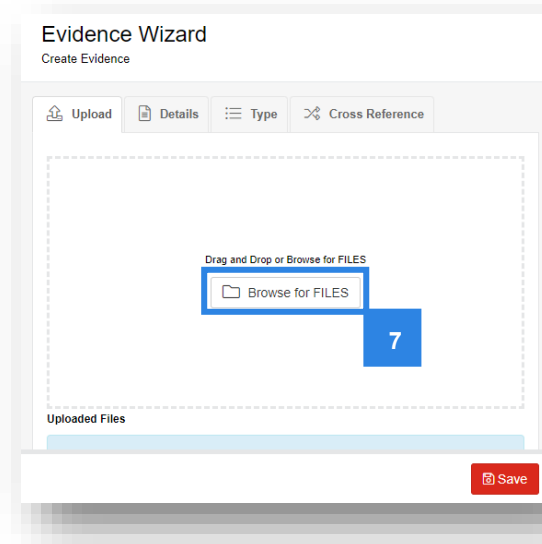 Evidence Wizard
Create Evidence
Upload Details Type Cross Reference
Drag and Drop or Browse for FILES
Browse for FILES
7
Uploaded Files
Save